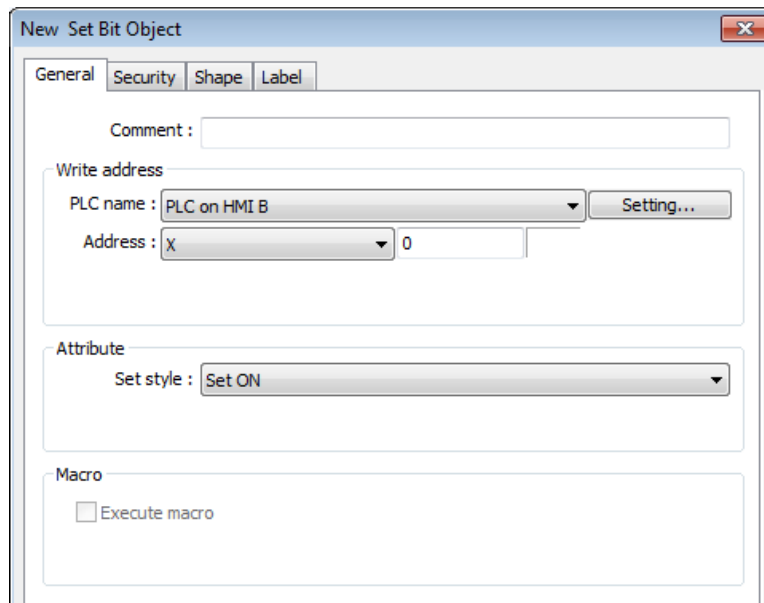 New Set Bit Object
General Security Shape Label
Comment :
Write address
PLC name : PLC on HMI B Setting...
Address : X 0
Attribute
Set style : Set ON
Macro
Execute macro